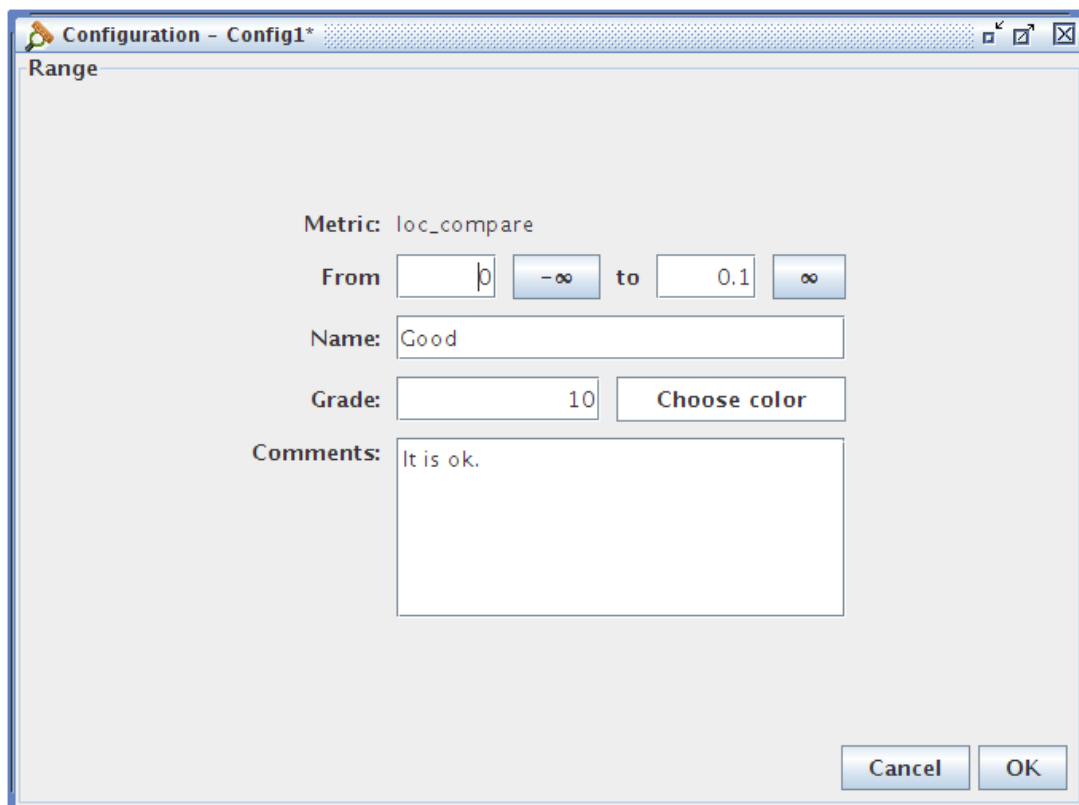 Configuration - Config1*
Range
Metric: loc_compare
From 0 -∞ to 0.1 ∞
Name: Good
Grade: 10 Choose color
Comments: It is ok.
Cancel OK